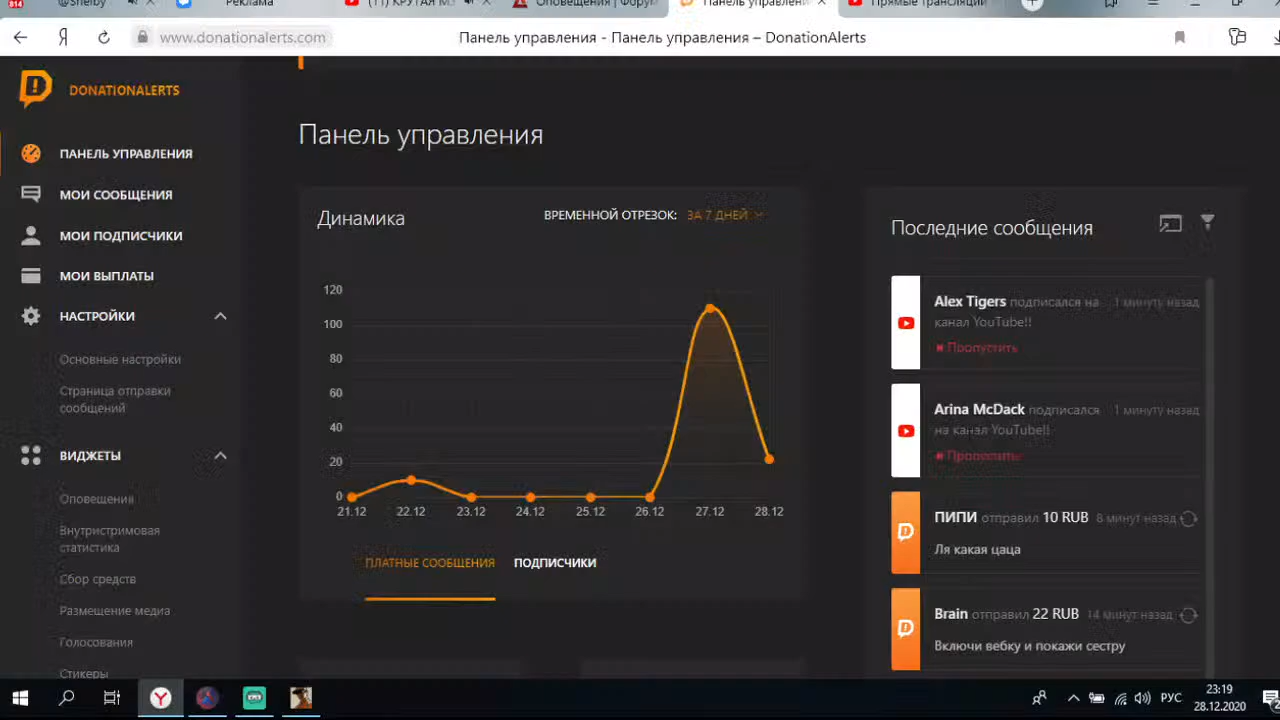 814
@Shelby
Реклама
(11) КРУТАЯ М
Оповещения | Форум
Панель управлени
Прямые трансляции
Я
www.donationalerts.com
Панель управления - Панель управления – DonationAlerts
DONATIONALERTS
ПАНЕЛЬ УПРАВЛЕНИЯ
МОИ СООБЩЕНИЯ
МОИ ПОДПИСЧИКИ
МОИ ВЫПЛАТЫ
НАСТРОЙКИ
Основные настройки
Страница отправки
сообщений
ВИДЖЕТЫ
Оповещения
Внутристримовая
статистика
Сбор средств
Размещение медиа
Голосования
Стикеры
Панель управления
Динамика
ВРЕМЕННОЙ ОТРЕЗОК: ЗА 7 ДНЕЙ
120
100
80
60
40
20
0
21.12 22.12 23.12 24.12 25.12 26.12 27.12 28.12
ПЛАТНЫЕ СООБЩЕНИЯ ПОДПИСЧИКИ
Последние сообщения
Alex Tigers подписался на 1 минуту назад
канал YouTube!!
Пропустить
Arina McDack подписался 1 минуту назад
на канал YouTube!!
Пропустить
ПИПИ отправил 10 RUB 8 минут назад
Ля какая цаца
Brain отправил 22 RUB 14 минут назад
Включи вебку и покажи сестру
РУС
23:19
28.12.2020